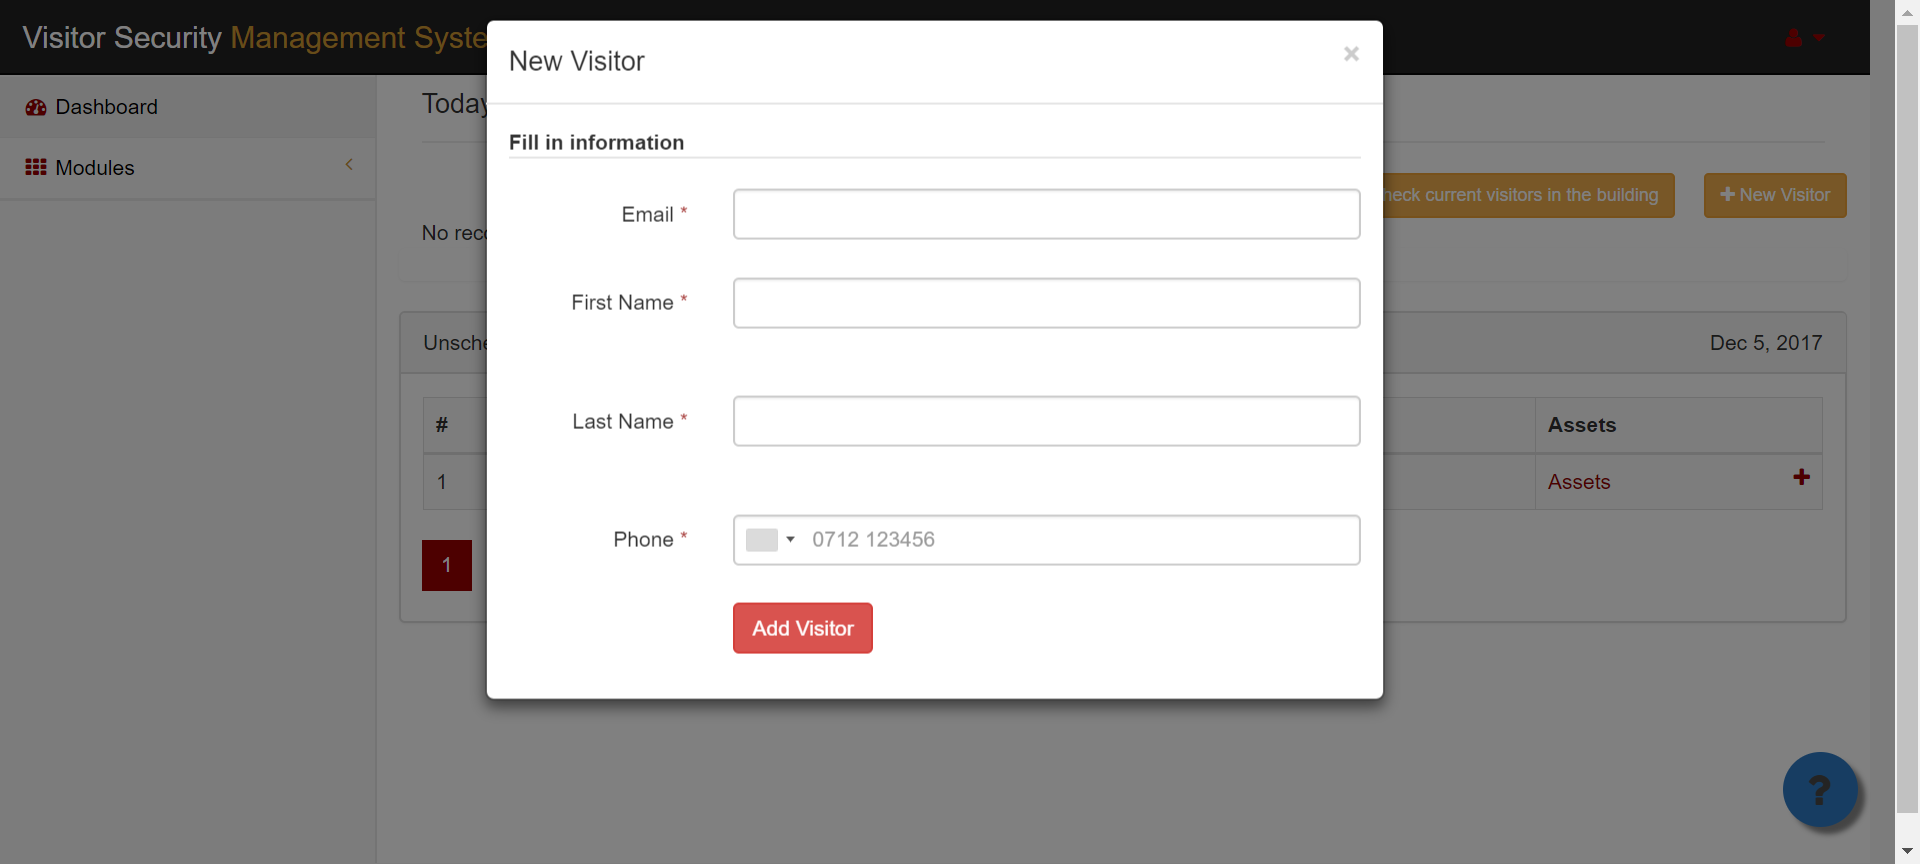 Visitor Security Management Syste
New Visitor
×
Dashboard
Modules
Today
Fill in information
Email *
First Name *
Last Name *
Phone *
0712 123456
Add Visitor
heck current visitors in the building
New Visitor
No reco
Unsche
Dec 5, 2017
#
Assets
1
Assets
1
?